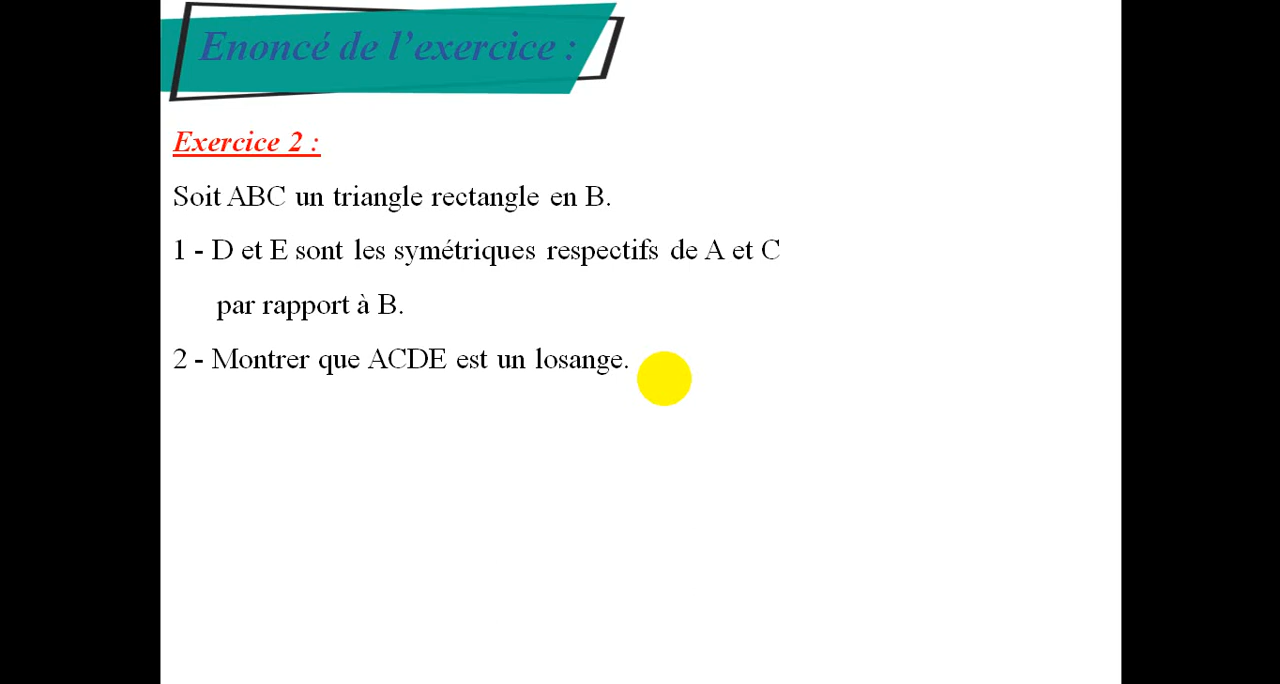 Enoncé de l’exercice :
Exercice 2 :
Soit ABC un triangle rectangle en B.
1 - D et E sont les symétriques respectifs de A et C
par rapport à B.
2 - Montrer que ACDE est un losange.